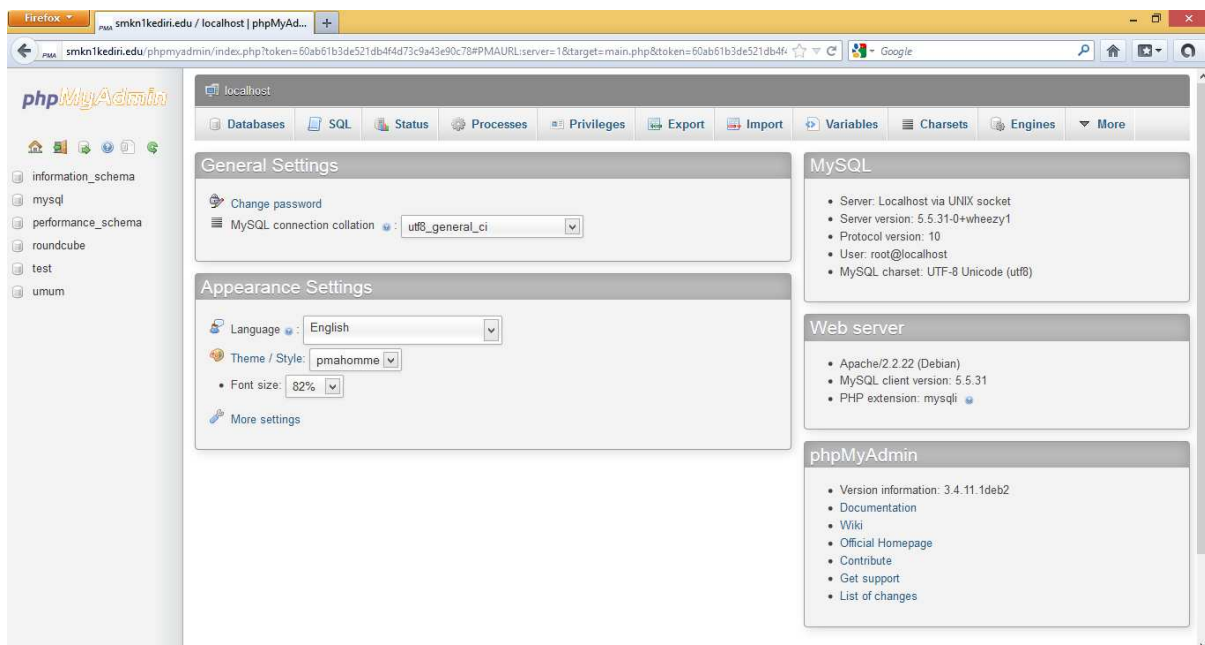 Firefox
PMA smkn1kediri.edu / localhost | phpMyAd...
PMA smkn1kediri.edu/phpmyadmin/index.php?token=60ab61b3de521db4f4d73c9a43e90c78#PMAURL:server=1&target=main.php&token=60ab61b3de521db4f4
Google
phpMyAdmin
information_schema
mysql
performance_schema
roundcube
test
umum
localhost
Databases SQL Status Processes Privileges Export Import Variables Charsets Engines More
General Settings
Change password
MySQL connection collation : utf8_general_ci
Appearance Settings
Language : English
Theme / Style: pmahomme
• Font size: 82%
More settings
MySQL
• Server: Localhost via UNIX socket
• Server version: 5.5.31-0+wheezy1
• Protocol version: 10
• User: root@localhost
• MySQL charset: UTF-8 Unicode (utf8)
Web server
• Apache/2.2.22 (Debian)
• MySQL client version: 5.5.31
• PHP extension: mysqli
phpMyAdmin
• Version information: 3.4.11.1deb2
• Documentation
• Wiki
• Official Homepage
• Contribute
• Get support
• List of changes